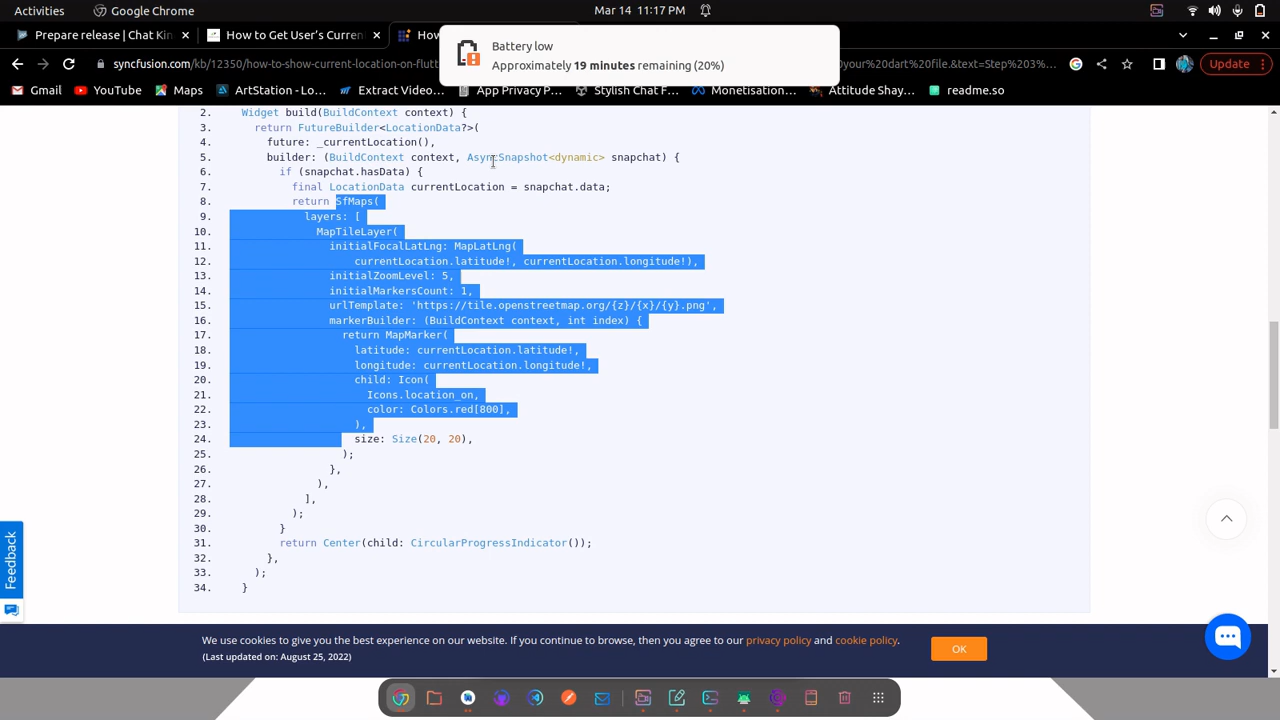 Mar 14 11:17 PM
Prepare release | Chat Kin
How to Get User's Curren
How
Battery low
Approximately 19 minutes remaining (20%)
syncfusion.com/kb/12350/how-to-show-current-location-on-flutt
your%20dart%20file.&text=Step%203%...
Update
Gmail
YouTube
Maps
ArtStation - Lo...
Extract Video...
App Privacy P...
Stylish Chat F...
Monetisation...
Attitude Shay...
readme.so
2. Widget build(BuildContext context) {
3. return FutureBuilder<LocationData?>(
4. future: _currentLocation(),
5. builder: (BuildContext context, AsyncSnapshot<dynamic> snapchat) {
6. if (snapchat.hasData) {
7. final LocationData currentLocation = snapchat.data;
8. return SfMaps(
9. layers: [
10. MapTileLayer(
11. initialFocalLatLng: MapLatLng(
12. currentLocation.latitude!, currentLocation.longitude!),
13. initialZoomLevel: 5,
14. initialMarkersCount: 1,
15. urlTemplate: 'https://tile.openstreetmap.org/{z}/{x}/{y}.png',
16. markerBuilder: (BuildContext context, int index) {
17. return MapMarker(
18. latitude: currentLocation.latitude!,
19. longitude: currentLocation.longitude!,
20. child: Icon(
21. Icons.location_on,
22. color: Colors.red[800],
23. ),
24. size: Size(20, 20),
25. );
26. },
27. ),
28. ],
29. );
30. }
31. return Center(child: CircularProgressIndicator());
32. },
33. );
34. }
Feedback
We use cookies to give you the best experience on our website. If you continue to browse, then you agree to our privacy policy and cookie policy.
(Last updated on: August 25, 2022)
OK